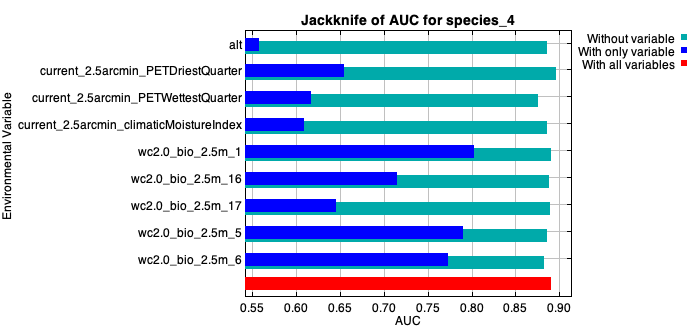 Jackknife of AUC for species_4
Without variable
With only variable
With all variables
Environmental Variable
alt
current_2.5arcmin_PETDriestQuarter
current_2.5arcmin_PETWettestQuarter
current_2.5arcmin_climaticMoistureIndex
wc2.0_bio_2.5m_1
wc2.0_bio_2.5m_16
wc2.0_bio_2.5m_17
wc2.0_bio_2.5m_5
wc2.0_bio_2.5m_6
0.55 0.60 0.65 0.70 0.75 0.80 0.85 0.90
AUC